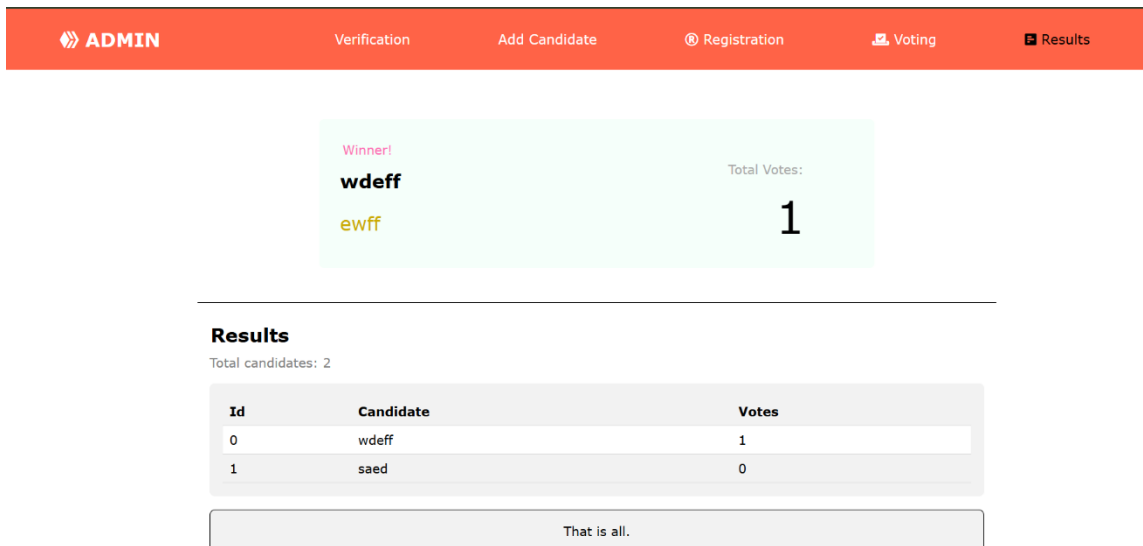 ADMIN Verification Add Candidate ® Registration Voting Results
Winner!
wdeff
ewff
Total Votes:
1
Results
Total candidates: 2
Id Candidate Votes
0 wdeff 1
1 saed 0
That is all.